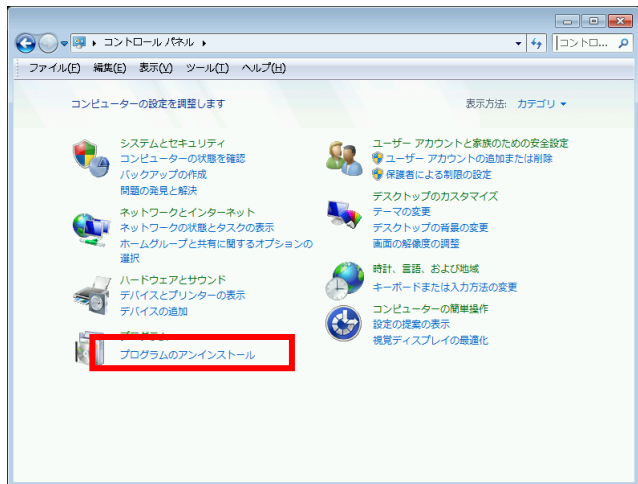 コントロール パネル
コントロ...
ファイル(F) 編集(E) 表示(V) ツール(T) ヘルプ(H)
コンピューターの設定を調整します
表示方法: カテゴリ
システムとセキュリティ
コンピューターの状態を確認
バックアップの作成
問題の発見と解決
ネットワークとインターネット
ネットワークの状態とタスクの表示
ホームグループと共有に関するオプションの
選択
ハードウェアとサウンド
デバイスとプリンターの表示
デバイスの追加
プログラム
プログラムのアンインストール
ユーザー アカウントと家族のための安全設定
ユーザー アカウントの追加または削除
保護者による制限の設定
デスクトップのカスタマイズ
テーマの変更
デスクトップの背景の変更
画面の解像度の調整
時計、言語、および地域
キーボードまたは入力方法の変更
コンピューターの簡単操作
設定の提案の表示
視覚ディスプレイの最適化